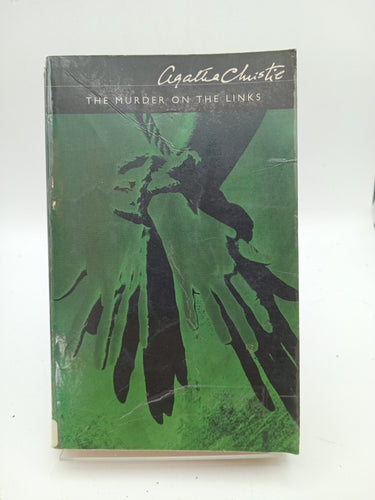 Agatha Christie
THE MURDER ON THE LINKS